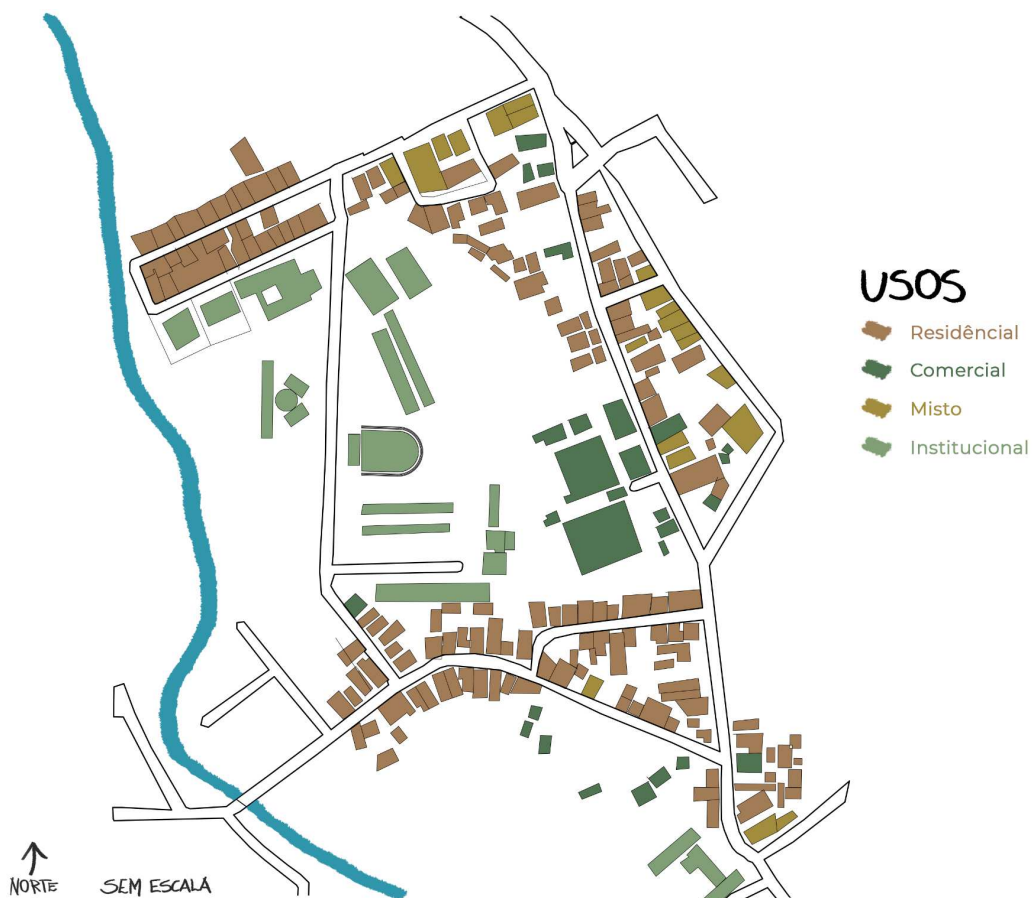 USOS
Residêncial
Comercial
Misto
Institucional
NORTE
SEM ESCALA